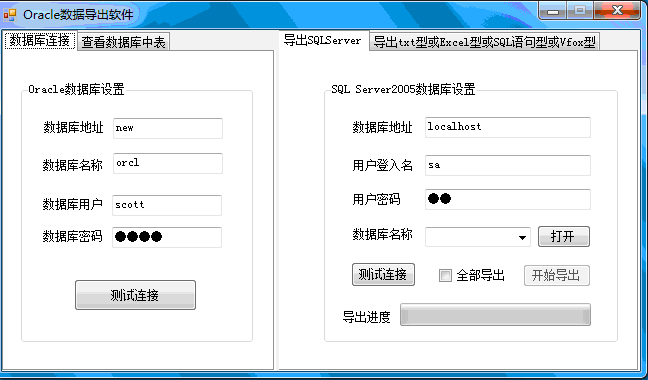 Oracle数据导出软件
数据库连接 查看数据库中表
导出SQLServer 导出txt型或Excel型或SQL语句型或Vfox型
Oracle数据库设置
数据库地址 new
数据库名称 orcl
数据库用户 scott
数据库密码 ●●●●
测试连接
SQL Server2005数据库设置
数据库地址 localhost
用户登入名 sa
用户密码 ●●
数据库名称 打开
测试连接 全部导出 开始导出
导出进度